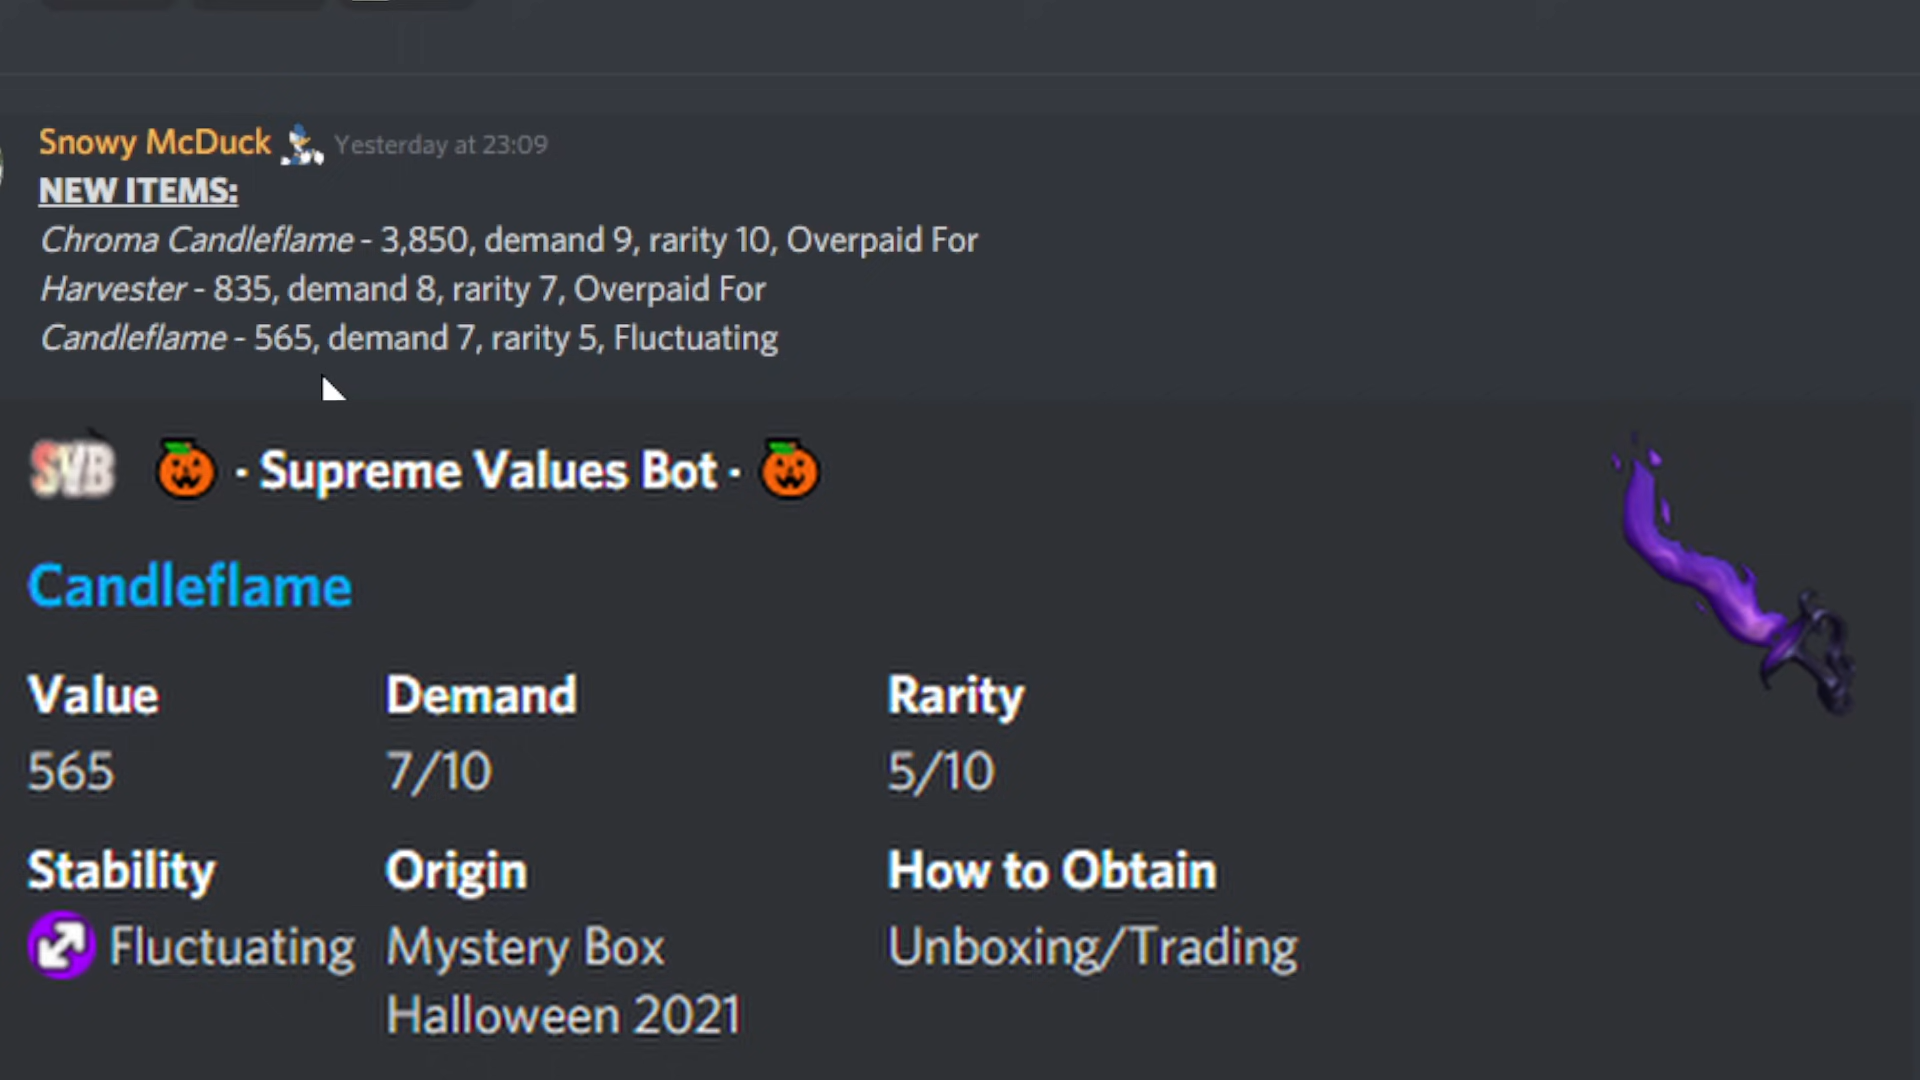 Snowy McDuck Yesterday at 23:09
NEW ITEMS:
Chroma Candleflame - 3,850, demand 9, rarity 10, Overpaid For
Harvester - 835, demand 8, rarity 7, Overpaid For
Candleflame - 565, demand 7, rarity 5, Fluctuating
SVB - Supreme Values Bot -
Candleflame
Value Demand Rarity
565 7/10 5/10
Stability Origin How to Obtain
Fluctuating Mystery Box Unboxing/Trading
Halloween 2021